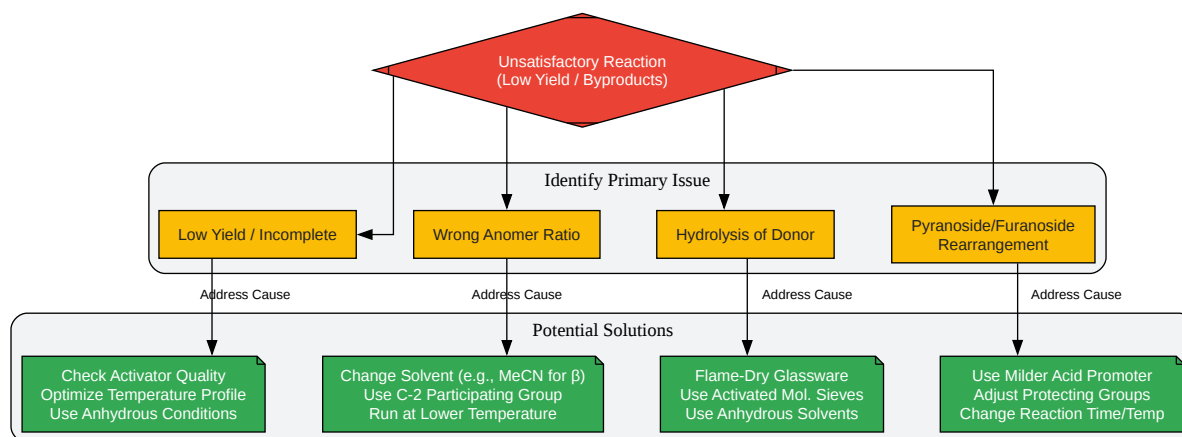 Unsatisfactory Reaction
(Low Yield / Byproducts)
Identify Primary Issue
Low Yield / Incomplete
Wrong Anomer Ratio
Hydrolysis of Donor
Pyranoside/Furanoside
Rearrangement
Address Cause
Address Cause
Address Cause
Address Cause
Potential Solutions
Check Activator Quality
Optimize Temperature Profile
Use Anhydrous Conditions
Change Solvent (e.g., MeCN for β)
Use C-2 Participating Group
Run at Lower Temperature
Flame-Dry Glassware
Use Activated Mol. Sieves
Use Anhydrous Solvents
Use Milder Acid Promoter
Adjust Protecting Groups
Change Reaction Time/Temp